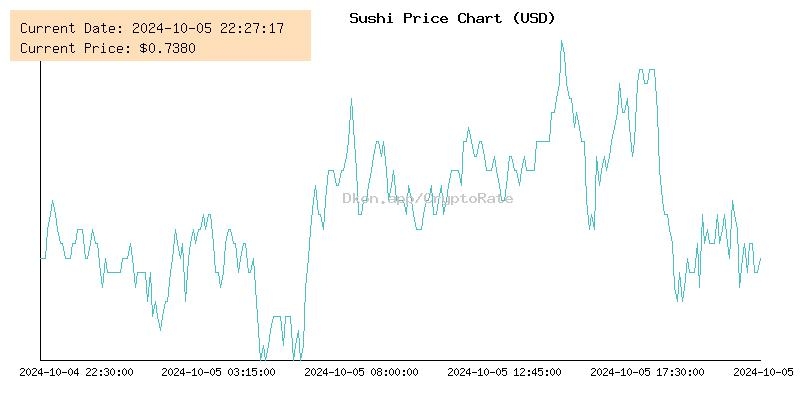 Sushi Price Chart (USD)
Current Date: 2024-10-05 22:27:17
Current Price: $0.7380
Dkon.app/CryptoRate
2024-10-04 22:30:00 2024-10-05 03:15:00 2024-10-05 08:00:00 2024-10-05 12:45:00 2024-10-05 17:30:00 2024-10-05